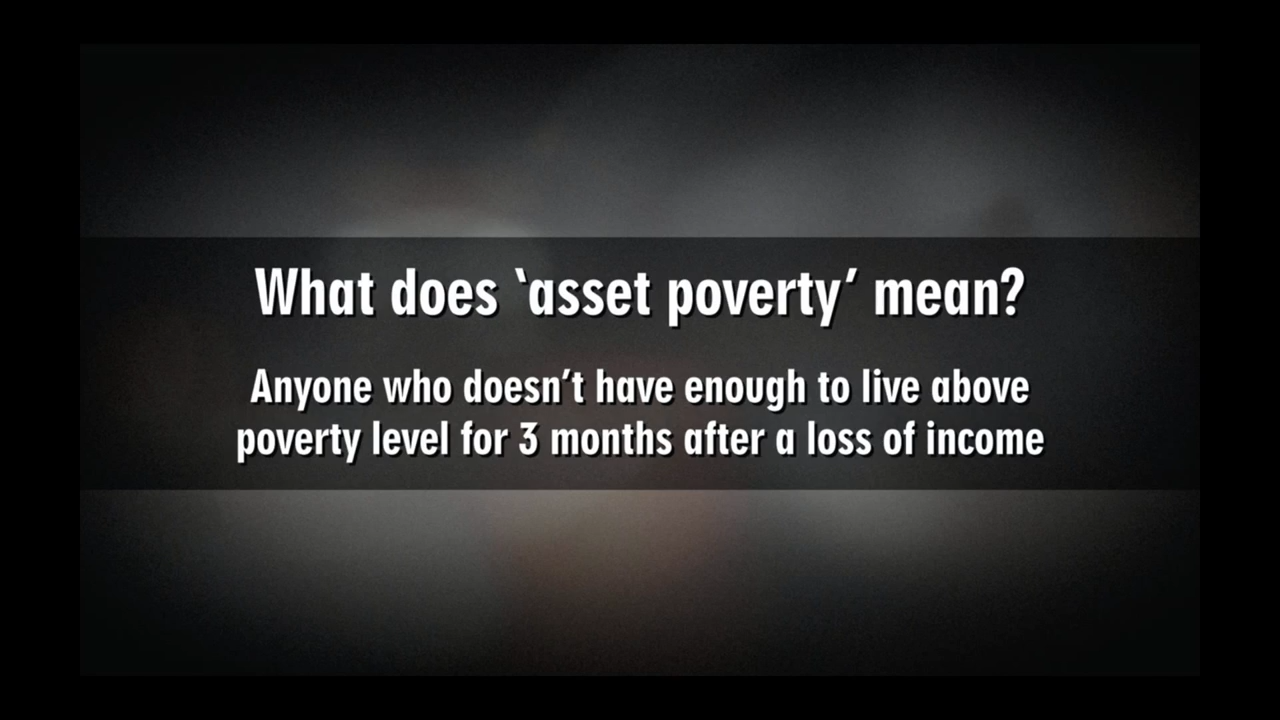 What does ‘asset poverty’ mean?
Anyone who doesn’t have enough to live above
poverty level for 3 months after a loss of income